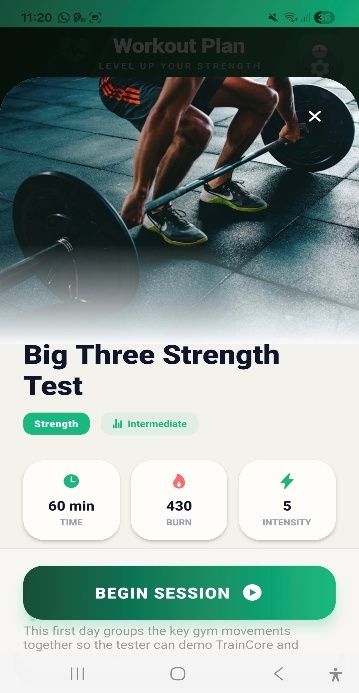 11:20
38
Workout Plan
LEVEL UP YOUR STRENGTH
Big Three Strength
Test
Strength
Intermediate
60 min
430
5
TIME
BURN
INTENSITY
BEGIN SESSION
This first day groups the key gym movements
together so the tester can demo TrainCore and